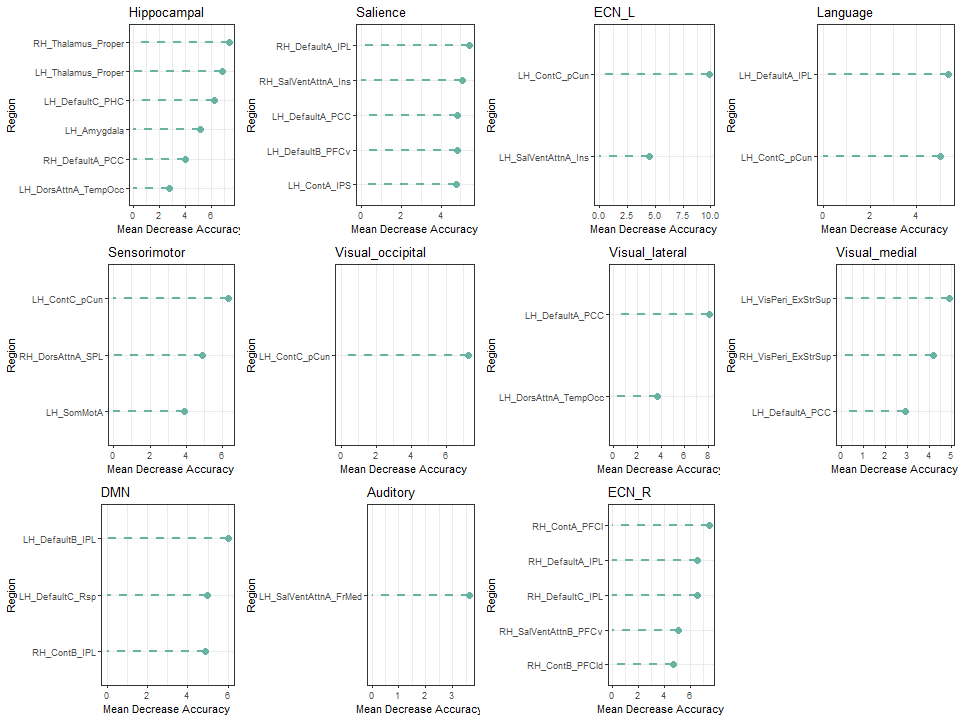 Hippocampal
Region
RH_Thalamus_Proper
LH_Thalamus_Proper
LH_DefaultC_PHC
LH_Amygdala
RH_DefaultA_PCC
LH_DorsAttnA_TempOcc
0 2 4 6
Mean Decrease Accuracy
Salience
Region
RH_DefaultA_IPL
RH_SalVentAttnA_Ins
LH_DefaultA_PCC
LH_DefaultB_PFCv
LH_ContA_IPS
0 2 4
Mean Decrease Accuracy
ECN_L
Region
LH_ContC_pCun
LH_SalVentAttnA_Ins
0.0 2.5 5.0 7.5 10.0
Mean Decrease Accuracy
Language
Region
LH_DefaultA_IPL
LH_ContC_pCun
0 2 4
Mean Decrease Accuracy
Sensorimotor
Region
LH_ContC_pCun
RH_DorsAttnA_SPL
LH_SomMotA
0 2 4 6
Mean Decrease Accuracy
Visual_occipital
Region
LH_ContC_pCun
0 2 4 6
Mean Decrease Accuracy
Visual_lateral
Region
LH_DefaultA_PCC
LH_DorsAttnA_TempOcc
0 2 4 6 8
Mean Decrease Accuracy
Visual_medial
Region
LH_VisPeri_ExStrSup
RH_VisPeri_ExStrSup
LH_DefaultA_PCC
0 1 2 3 4 5
Mean Decrease Accuracy
DMN
Region
LH_DefaultB_IPL
LH_DefaultC_Rsp
RH_ContB_IPL
0 2 4 6
Mean Decrease Accuracy
Auditory
Region
LH_SalVentAttnA_FrMed
0 1 2 3
Mean Decrease Accuracy
ECN_R
Region
RH_ContA_PFCl
RH_DefaultA_IPL
RH_DefaultC_IPL
RH_SalVentAttnB_PFCv
RH_ContB_PFCld
0 2 4 6
Mean Decrease Accuracy